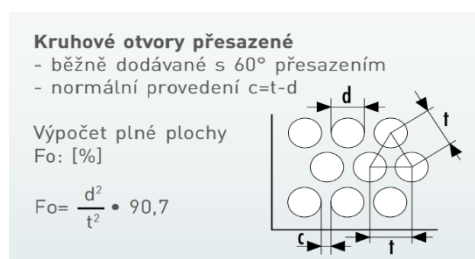 Kruhové otvory přesazené
- běžně dodávané s 60° přesazením
- normální provedení c=t-d
Výpočet plné plochy
Fo: [%]
Fo= d²/t² • 90,7
d
t
c
t